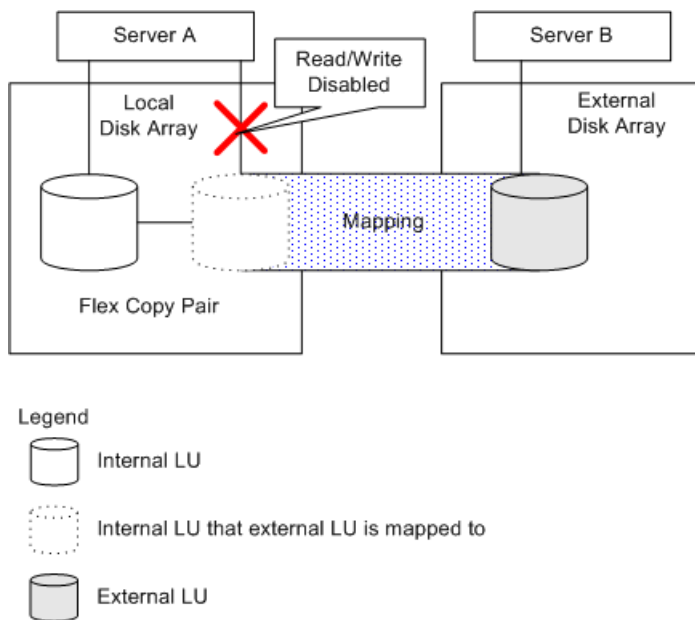 Server A
Server B
Read/Write
Disabled
Local
Disk Array
External
Disk Array
Mapping
Flex Copy Pair
Legend
Internal LU
Internal LU that external LU is mapped to
External LU